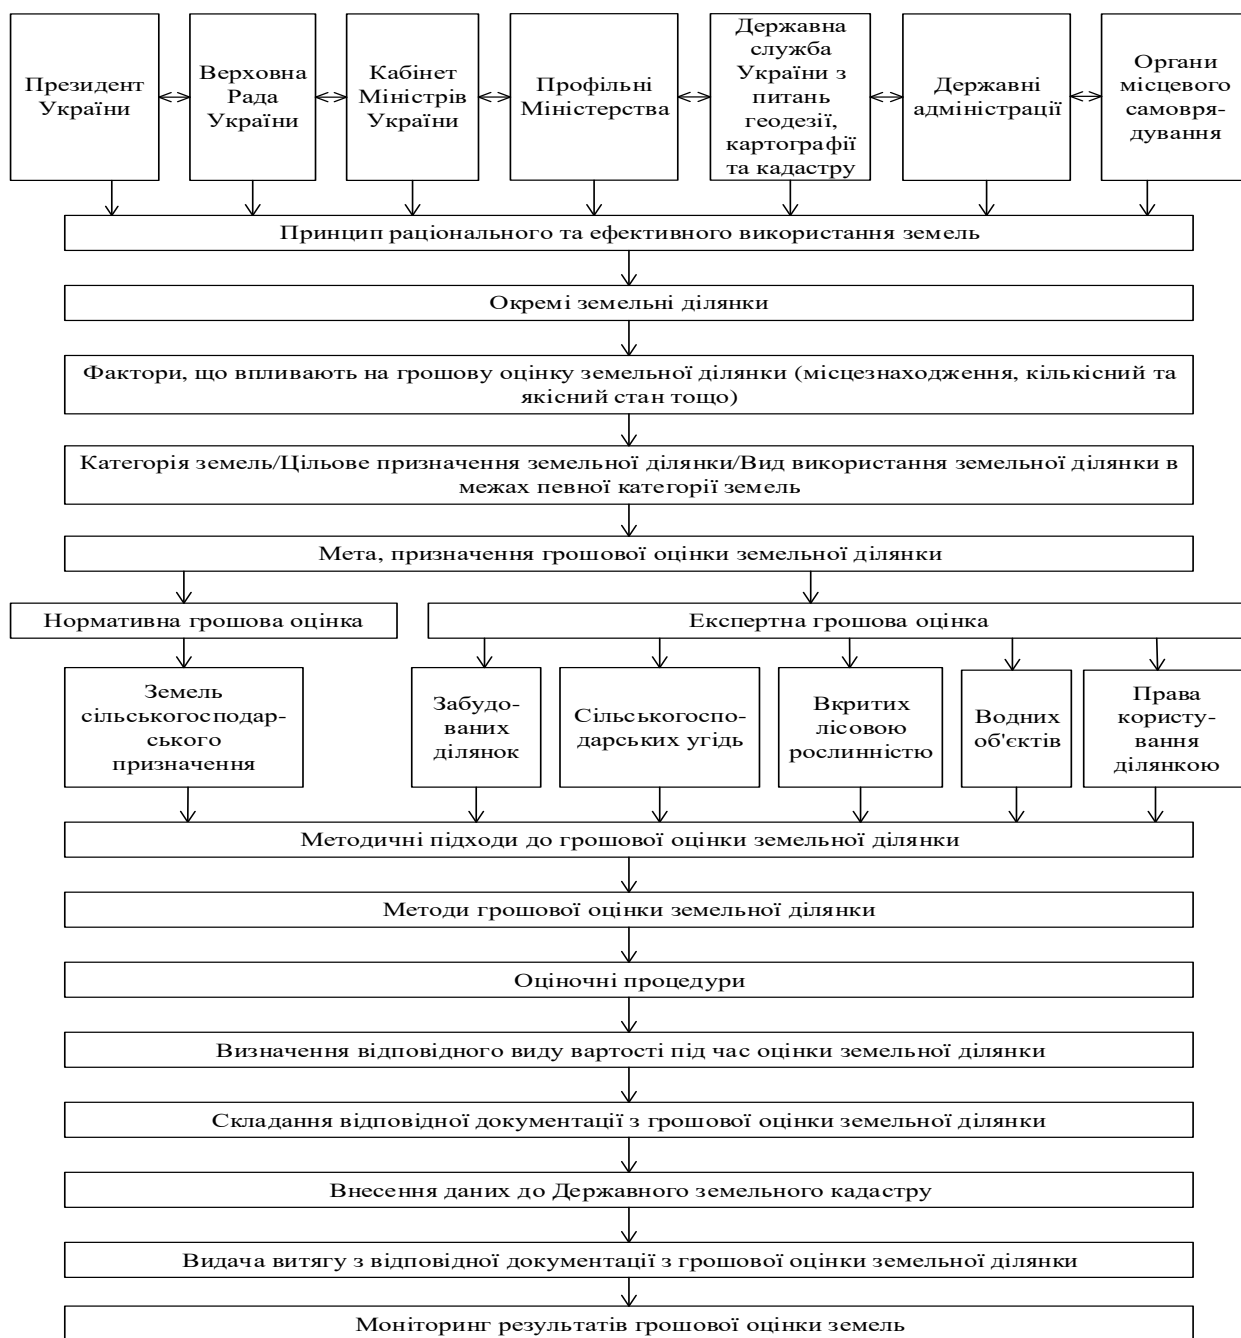 Президент
України
Верховна
Рада
України
Кабінет
Міністрів
України
Профільні
Міністерства
Державна
служба
України з
питань
геодезії,
картографії
та кадастру
Державні
адміністрації
Органи
місцевого
самовря-
дування
Принцип раціонального та ефективного використання земель
Окремі земельні ділянки
Фактори, що впливають на грошову оцінку земельної ділянки (місцезнаходження, кількісний та
якісний стан тощо)
Категорія земель/Цільове призначення земельної ділянки/Вид використання земельної ділянки в
межах певної категорії земель
Мета, призначення грошової оцінки земельної ділянки
Нормативна грошова оцінка
Експертна грошова оцінка
Земель
сільськогосподар-
ського
призначення
Забудо-
ваних
ділянок
Сільськогоспо-
дарських угідь
Вкритих
лісовою
рослинністю
Водних
об'єктів
Права
користу-
вання
ділянкою
Методичні підходи до грошової оцінки земельної ділянки
Методи грошової оцінки земельної ділянки
Оціночні процедури
Визначення відповідного виду вартості під час оцінки земельної ділянки
Складання відповідної документації з грошової оцінки земельної ділянки
Внесення даних до Державного земельного кадастру
Видача витягу з відповідної документації з грошової оцінки земельної ділянки
Моніторинг результатів грошової оцінки земель